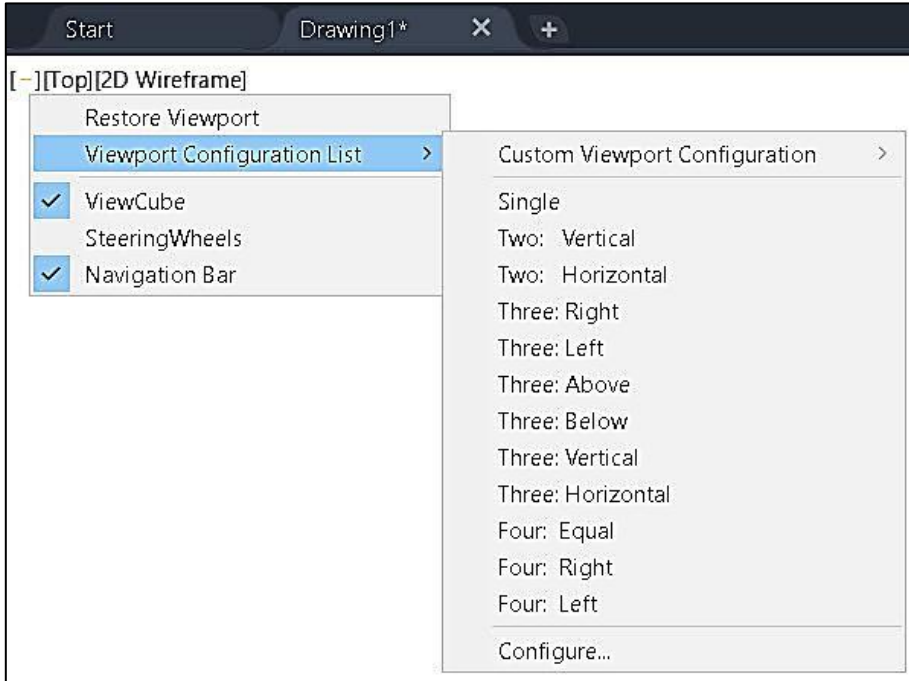 Start Drawing1* ✕ +
[−][Top][2D Wireframe]
Restore Viewport
Viewport Configuration List >
ViewCube
SteeringWheels
Navigation Bar
Custom Viewport Configuration >
Single
Two: Vertical
Two: Horizontal
Three: Right
Three: Left
Three: Above
Three: Below
Three: Vertical
Three: Horizontal
Four: Equal
Four: Right
Four: Left
Configure...